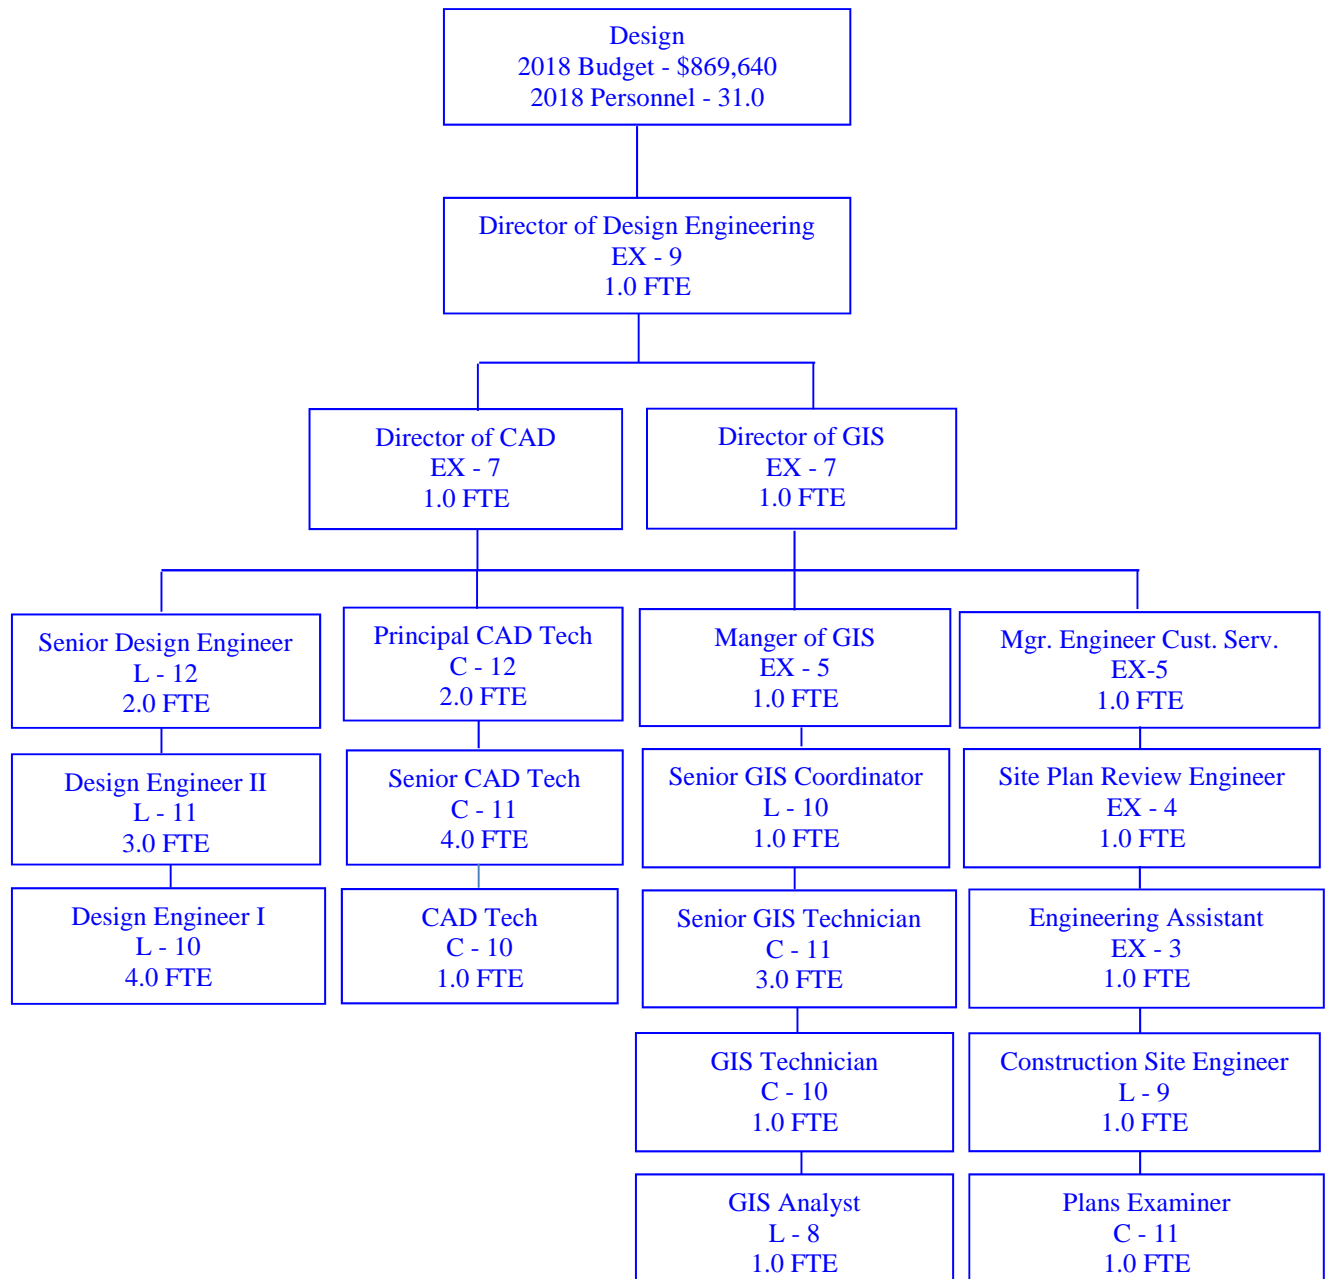 Design
2018 Budget - $869,640
2018 Personnel - 31.0
Director of Design Engineering
EX - 9
1.0 FTE
Director of CAD
EX - 7
1.0 FTE
Director of GIS
EX - 7
1.0 FTE
Senior Design Engineer
L - 12
2.0 FTE
Principal CAD Tech
C - 12
2.0 FTE
Manger of GIS
EX - 5
1.0 FTE
Mgr. Engineer Cust. Serv.
EX-5
1.0 FTE
Design Engineer II
L - 11
3.0 FTE
Senior CAD Tech
C - 11
4.0 FTE
Senior GIS Coordinator
L - 10
1.0 FTE
Site Plan Review Engineer
EX - 4
1.0 FTE
Design Engineer I
L - 10
4.0 FTE
CAD Tech
C - 10
1.0 FTE
Senior GIS Technician
C - 11
3.0 FTE
Engineering Assistant
EX - 3
1.0 FTE
GIS Technician
C - 10
1.0 FTE
Construction Site Engineer
L - 9
1.0 FTE
GIS Analyst
L - 8
1.0 FTE
Plans Examiner
C - 11
1.0 FTE